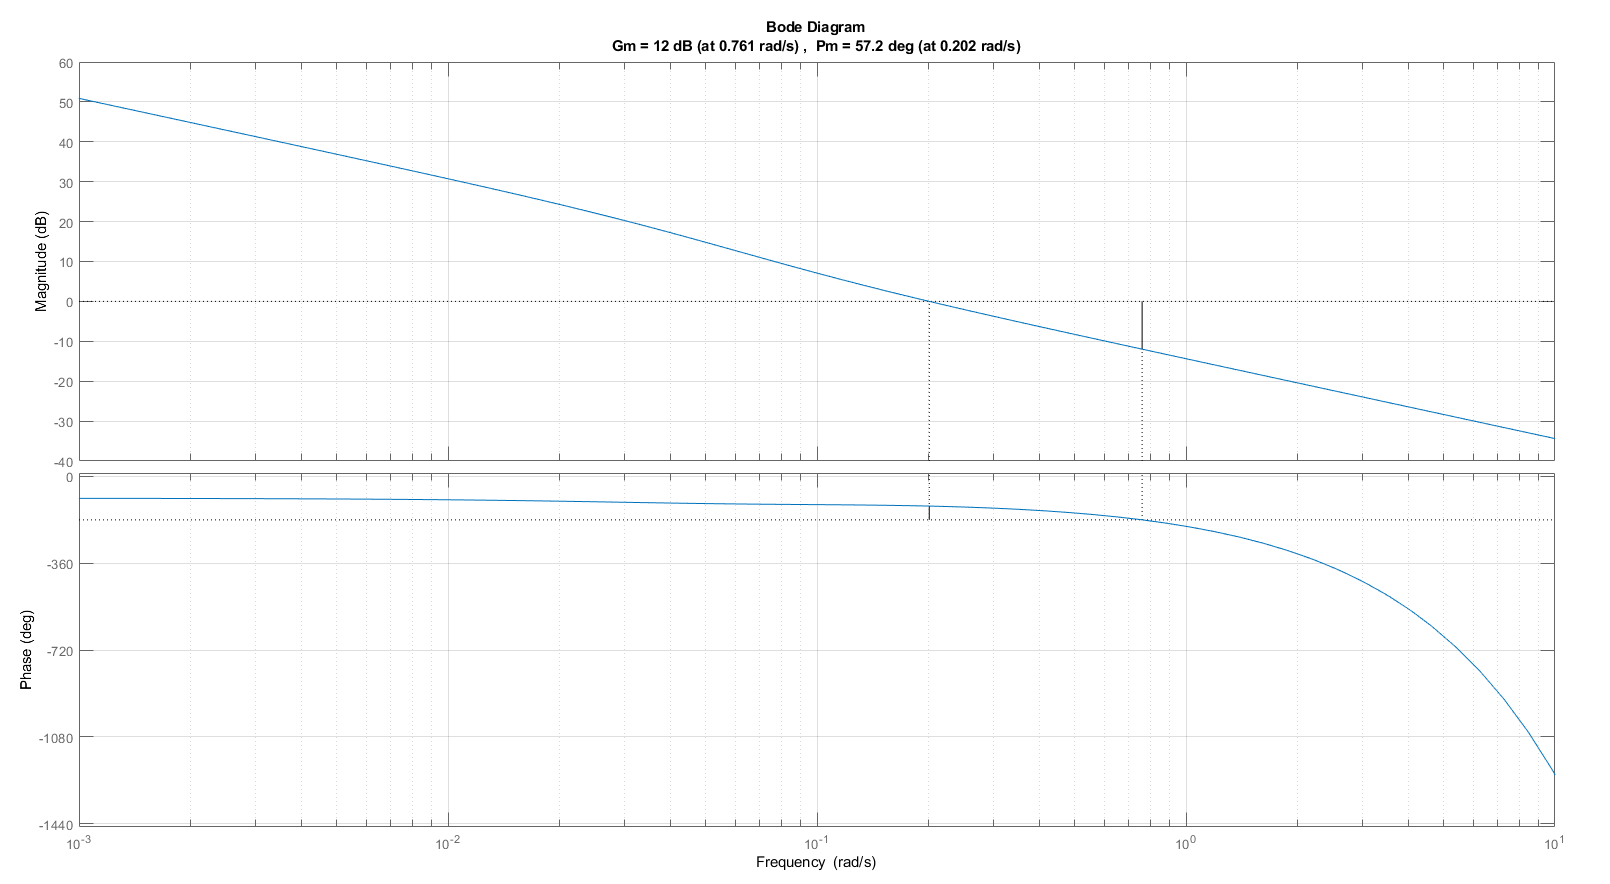 Bode Diagram
Gm = 12 dB (at 0.761 rad/s) , Pm = 57.2 deg (at 0.202 rad/s)
60
50
40
30
20
10
0
-10
-20
-30
-40
Magnitude (dB)
0
-360
-720
-1080
-1440
Phase (deg)
10^-3 10^-2 10^-1 10^0 10^1
Frequency (rad/s)